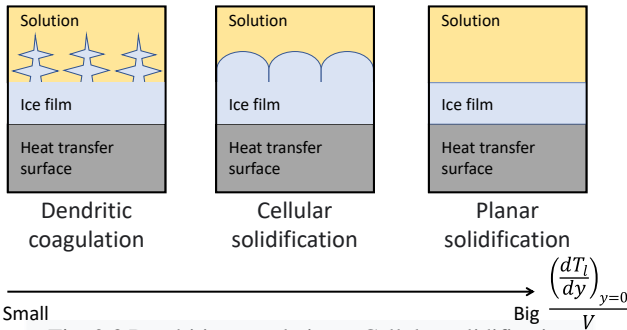 Solution
Ice film
Heat transfer
surface
Dendritic
coagulation
Solution
Ice film
Heat transfer
surface
Cellular
solidification
Solution
Ice film
Heat transfer
surface
Planar
solidification
Small
Big
(dT_l/dy)_{y=0}/V